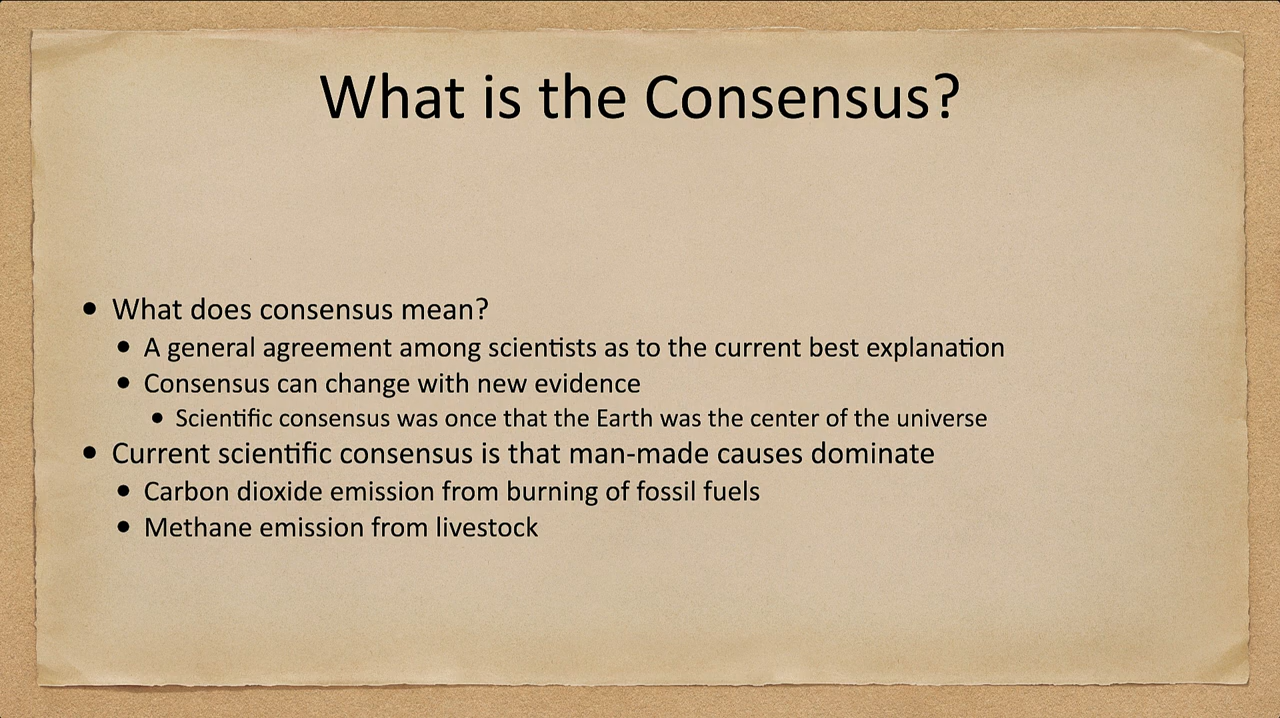 What is the Consensus?
• What does consensus mean?
• A general agreement among scientists as to the current best explanation
• Consensus can change with new evidence
• Scientific consensus was once that the Earth was the center of the universe
• Current scientific consensus is that man-made causes dominate
• Carbon dioxide emission from burning of fossil fuels
• Methane emission from livestock